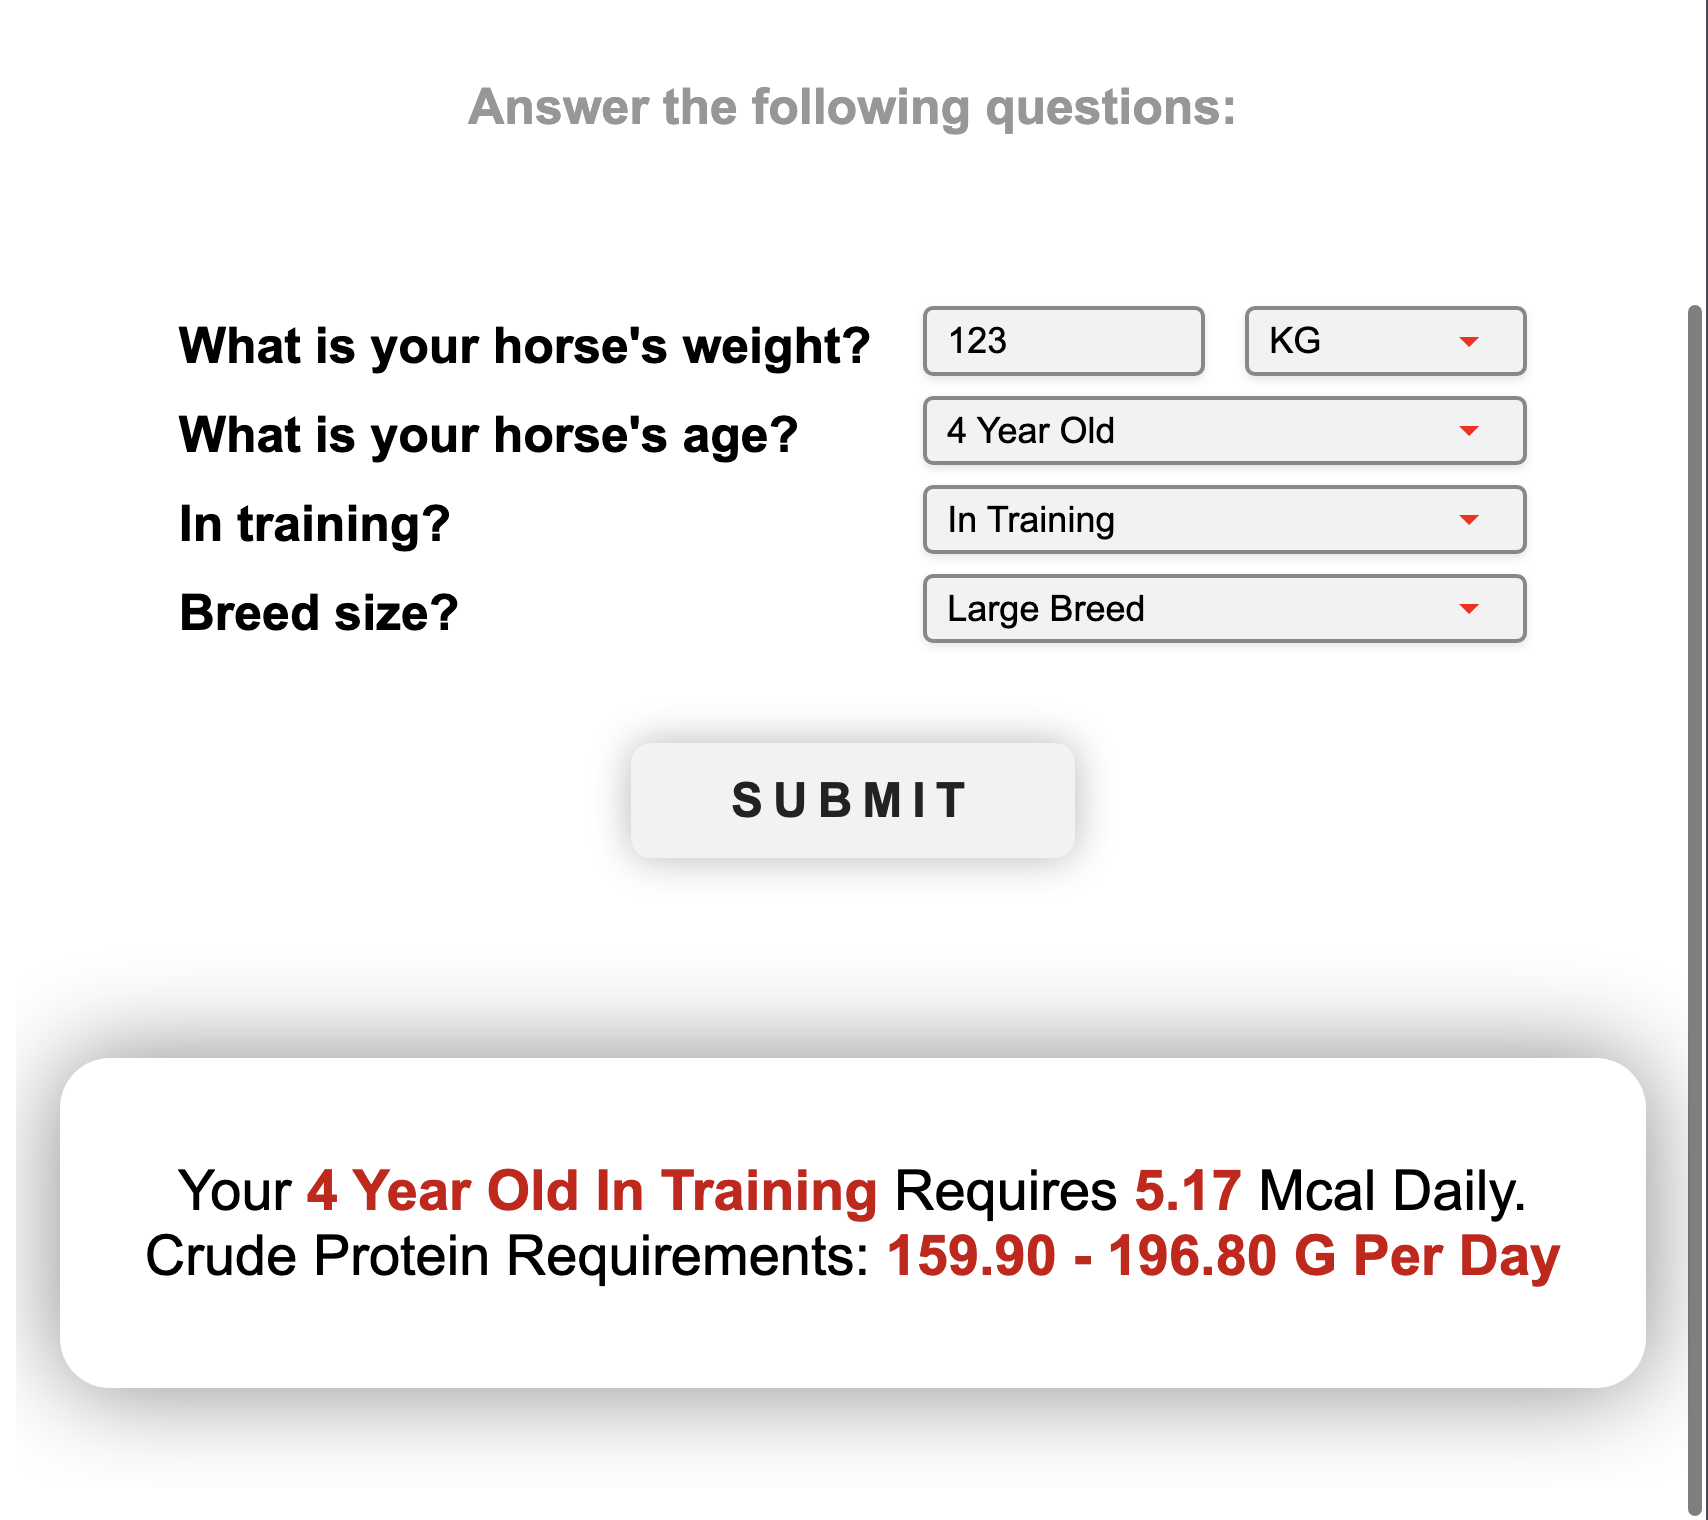 Answer the following questions:
What is your horse's weight? 123 KG
What is your horse's age? 4 Year Old
In training? In Training
Breed size? Large Breed
SUBMIT
Your 4 Year Old In Training Requires 5.17 Mcal Daily.
Crude Protein Requirements: 159.90 - 196.80 G Per Day